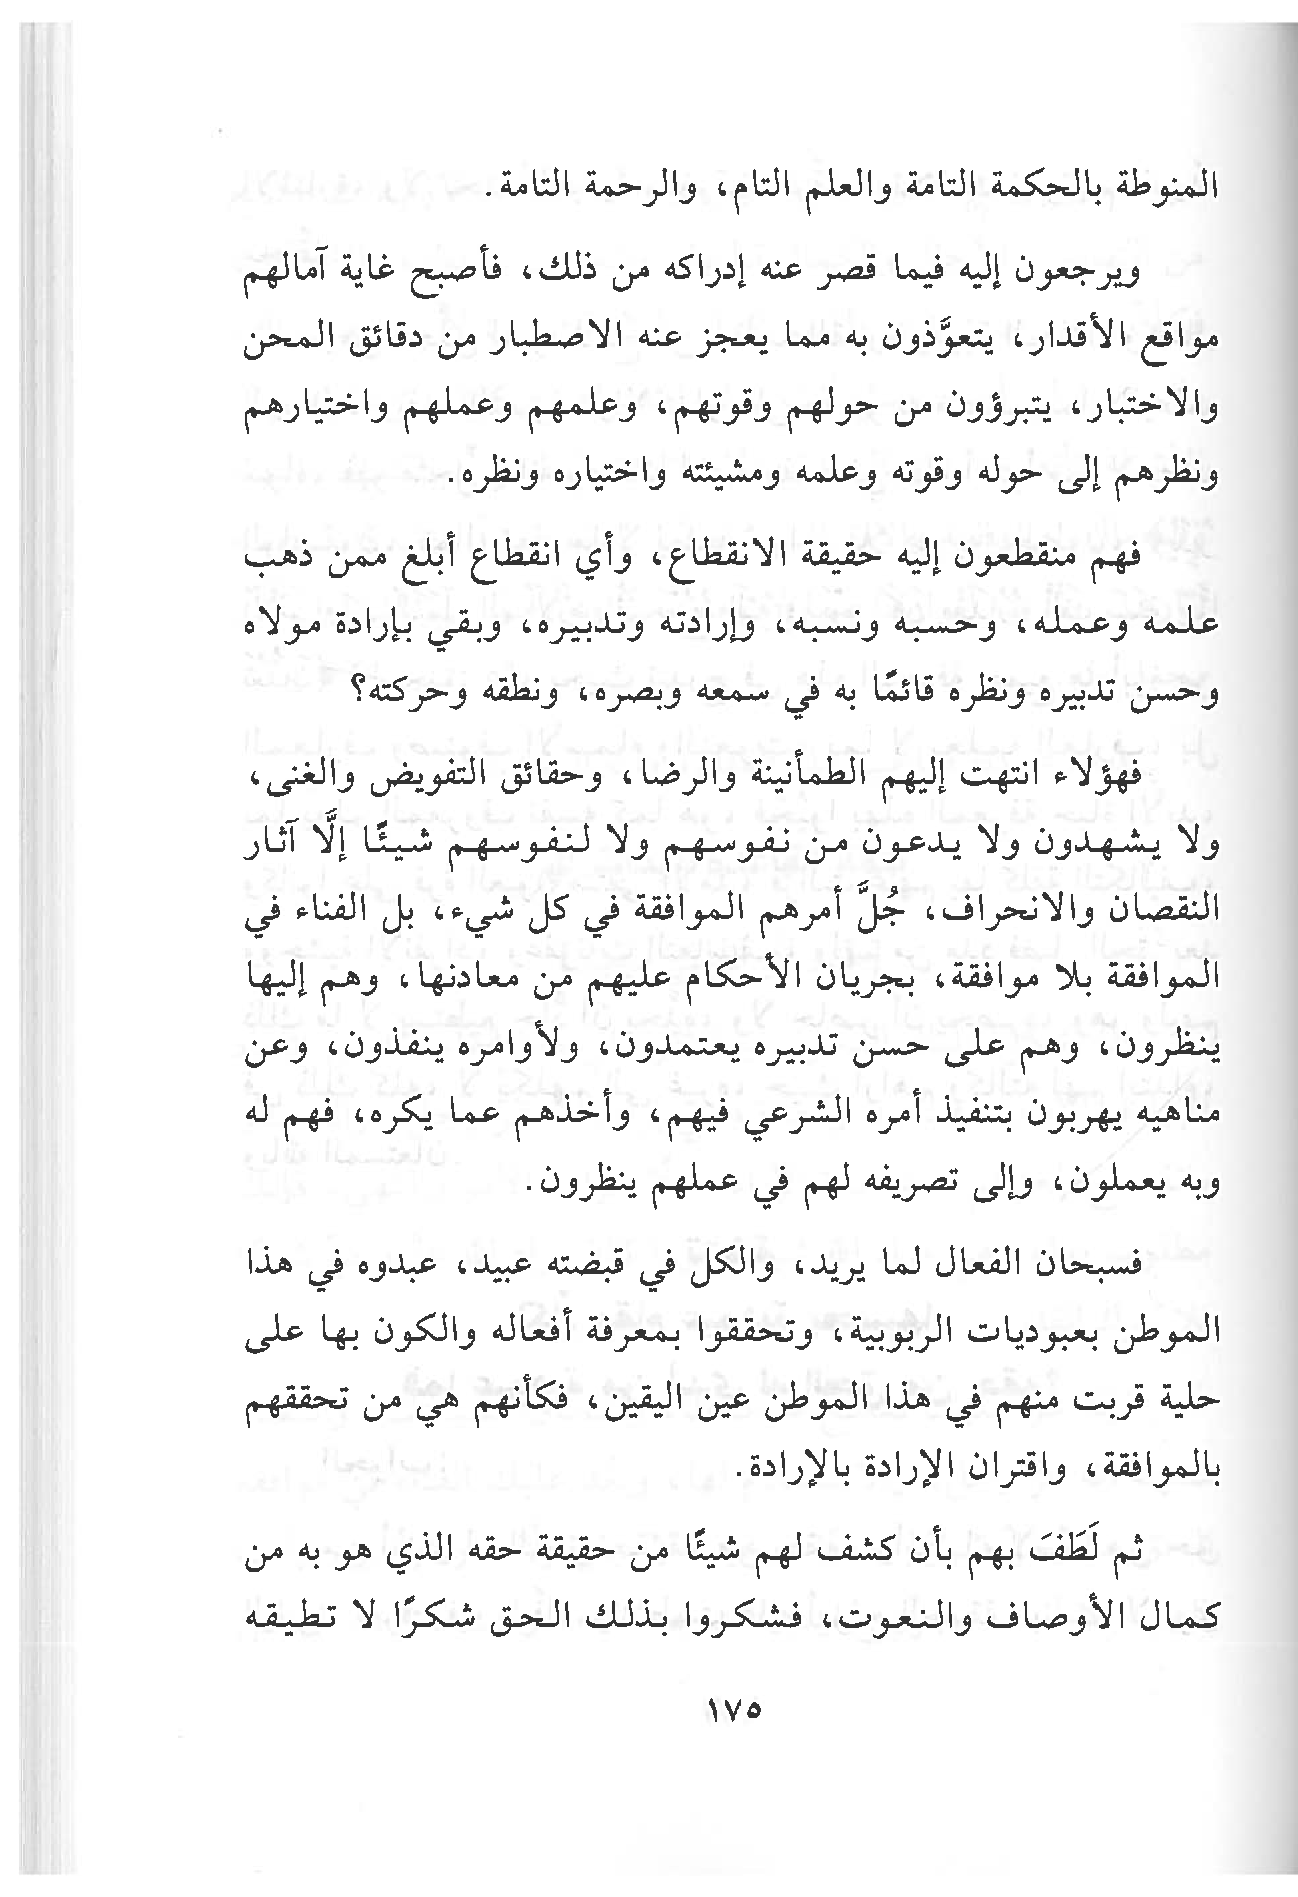 المنوطة بالحكمة التامة والعلم التام، والرحمة التامة.
ويرجعون إليه فيما قصر عنه إدراكه من ذلك، فأصبح غاية آمالهم
مواقع الأقدار، يتعوَّذون به مما يعجز عنه الاصطبار من دقائق المحن
والاختبار، يتبرؤون من حولهم وقوتهم، وعلمهم وعملهم واختيارهم
ونظرهم إلى حوله وقوته وعلمه ومشيئته واختياره ونظره.
فهم منقطعون إليه حقيقة الانقطاع، وأي انقطاع أبلغ ممن ذهب
علمه وعمله، وحسبه ونسبه، وإرادته وتدبيره، وبقي بإرادة مولاه
وحسن تدبيره ونظره قائمًا به في سمعه وبصره، ونطقه وحركته؟
فهؤلاء انتهت إليهم الطمأنينة والرضا، وحقائق التفويض والغنى،
ولا يشهدون ولا يدعون من نفوسهم ولا لنفوسهم شيئًا إلَّا آثار
النقصان والانحراف، جُلَّ أمرهم الموافقة في كل شيء، بل الفناء في
الموافقة بلا موافقة، بجريان الأحكام عليهم من معادنها، وهم إليها
ينظرون، وهم على حسن تدبيره يعتمدون، ولأوامره ينفذون، وعن
مناهيه يهربون بتنفيذ أمره الشرعي فيهم، وأخذهم عما يكره، فهم له
وبه يعملون، وإلى تصريفه لهم في عملهم ينظرون.
فسبحان الفعال لما يريد، والكل في قبضته عبيد، عبدوه في هذا
الموطن بعبوديات الربوبية، وتحققوا بمعرفة أفعاله والكون بها على
حلية قربت منهم في هذا الموطن عين اليقين، فكأنهم هي من تحققهم
بالموافقة، واقتران الإرادة بالإرادة.
ثم لَطَفَ بهم بأن كشف لهم شيئًا من حقيقة حقه الذي هو به من
كمال الأوصاف والنعوت، فشكروا بذلك الحق شكرًا لا تطيقه
١٧٥